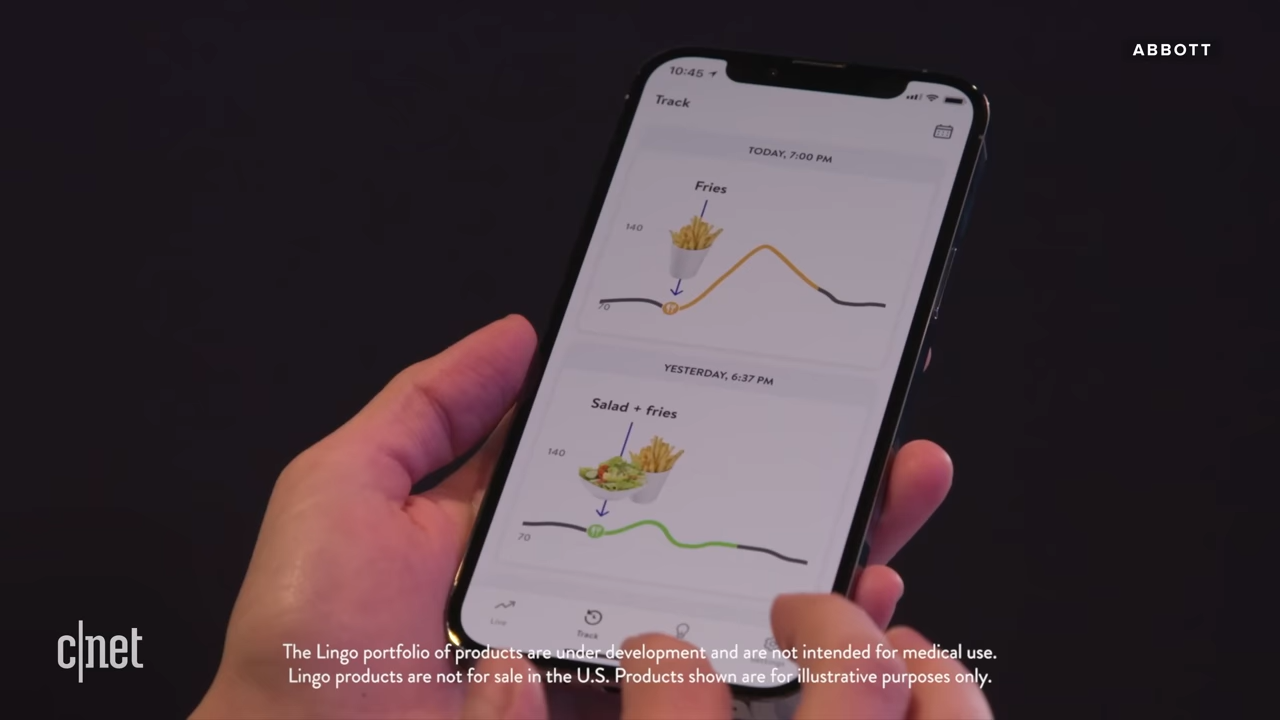 ABBOTT
10:45
Track
TODAY, 7:00 PM
Fries
140
70
YESTERDAY, 6:37 PM
Salad + fries
140
70
Live
Track
c|net
The Lingo portfolio of products are under development and are not intended for medical use.
Lingo products are not for sale in the U.S. Products shown are for illustrative purposes only.